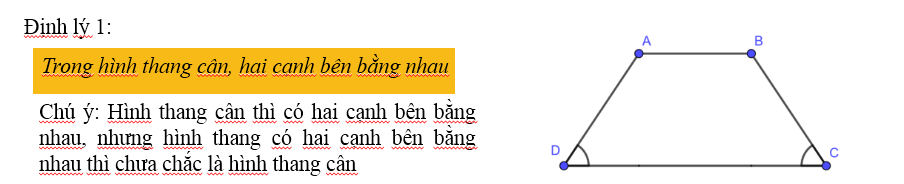 Định lý 1:
Trong hình thang cân, hai cạnh bên bằng nhau
Chú ý: Hình thang cân thì có hai cạnh bên bằng
nhau, nhưng hình thang có hai cạnh bên bằng
nhau thì chưa chắc là hình thang cân
A
B
D
C